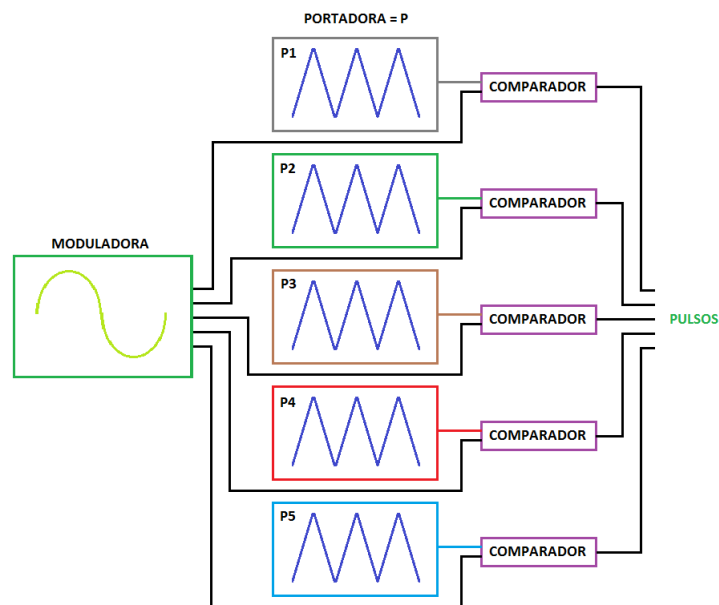 PORTADORA = P
P1
COMPARADOR
P2
COMPARADOR
MODULADORA
P3
COMPARADOR
PULSOS
P4
COMPARADOR
P5
COMPARADOR